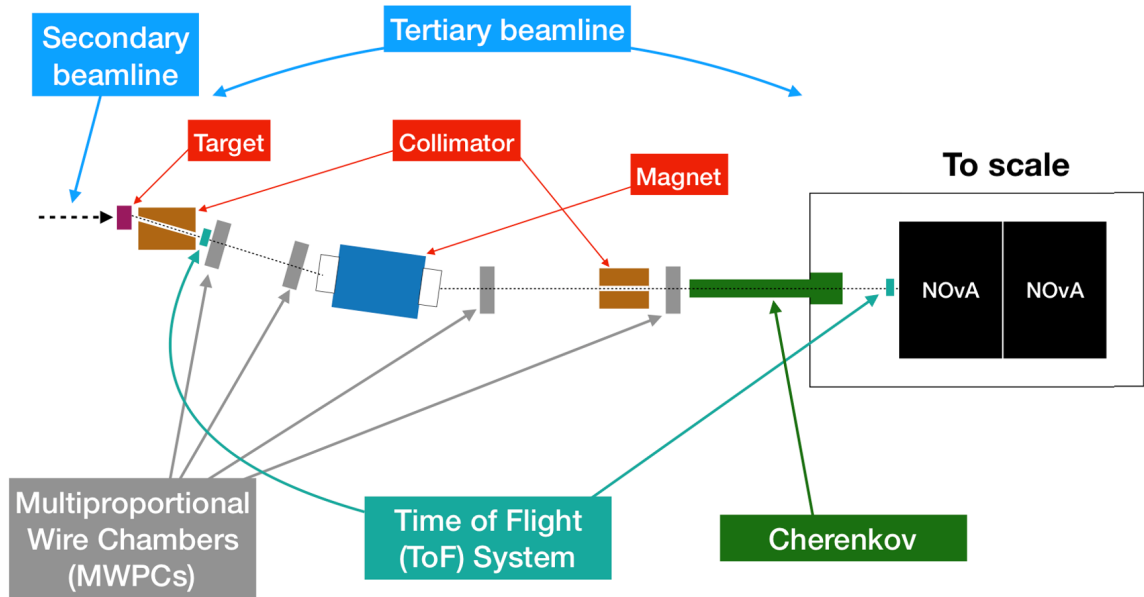 Secondary
beamline
Tertiary beamline
Target
Collimator
Magnet
To scale
NOvA
NOvA
Multiproportional
Wire Chambers
(MWPCs)
Time of Flight
(ToF) System
Cherenkov